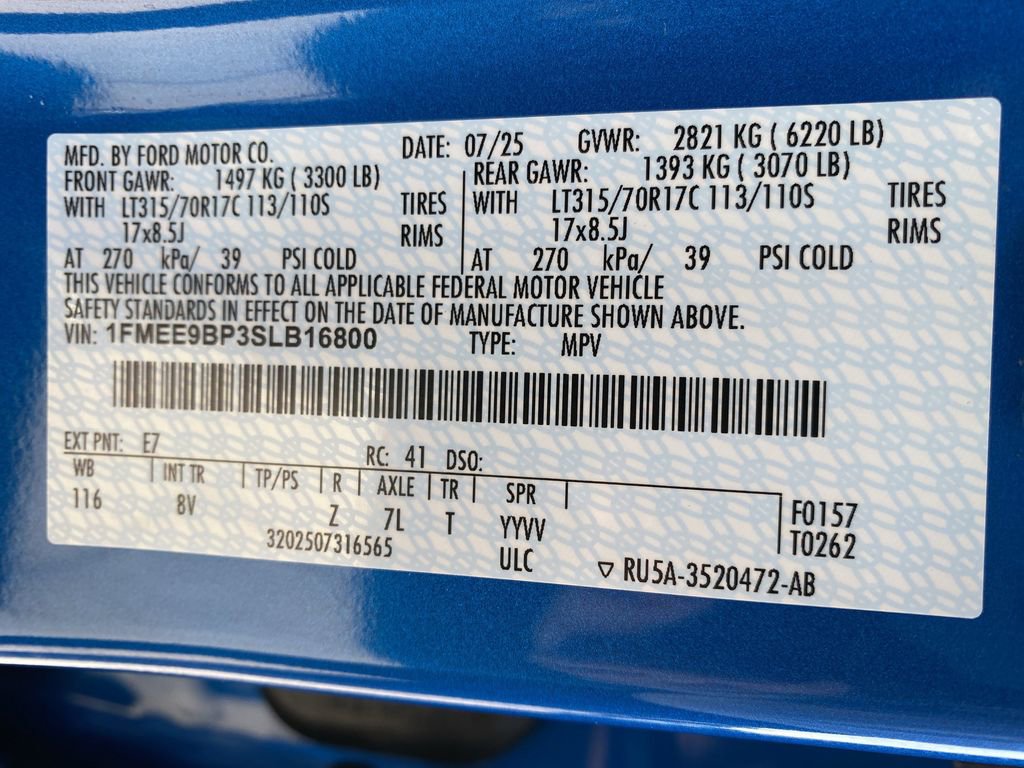 MFD. BY FORD MOTOR CO. DATE: 07/25 GVWR: 2821 KG ( 6220 LB)
FRONT GAWR: 1497 KG ( 3300 LB) REAR GAWR: 1393 KG ( 3070 LB)
WITH LT315/70R17C 113/110S TIRES WITH LT315/70R17C 113/110S TIRES
17x8.5J RIMS 17x8.5J RIMS
AT 270 kPa/ 39 PSI COLD AT 270 kPa/ 39 PSI COLD
THIS VEHICLE CONFORMS TO ALL APPLICABLE FEDERAL MOTOR VEHICLE
SAFETY STANDARDS IN EFFECT ON THE DATE OF MANUFACTURE SHOWN ABOVE.
VIN: 1FMEE9BP3SLB16800 TYPE: MPV
EXT PNT: E7 RC: 41 DSO:
WB INT TR TP/PS R AXLE TR SPR
116 8V Z 7L T YYVV F0157
3202507316565 ULC T0262
▽ RU5A-3520472-AB